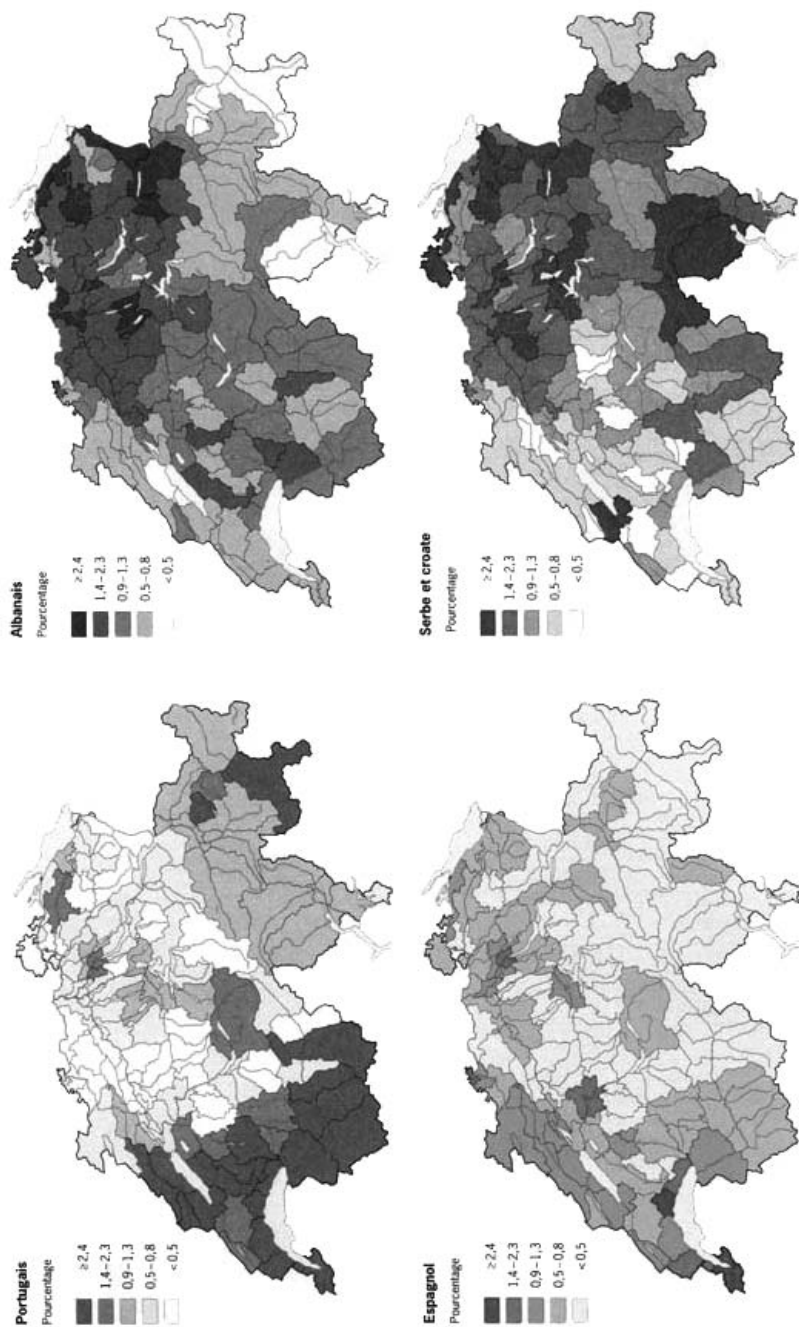 Portugais
Pourcentage
≥2,4
1,4–2,3
0,9–1,3
0,5–0,8
<0,5
Albanais
Pourcentage
≥2,4
1,4–2,3
0,9–1,3
0,5–0,8
<0,5
Espagnol
Pourcentage
≥2,4
1,4–2,3
0,9–1,3
0,5–0,8
<0,5
Serbe et croate
Pourcentage
≥2,4
1,4–2,3
0,9–1,3
0,5–0,8
<0,5